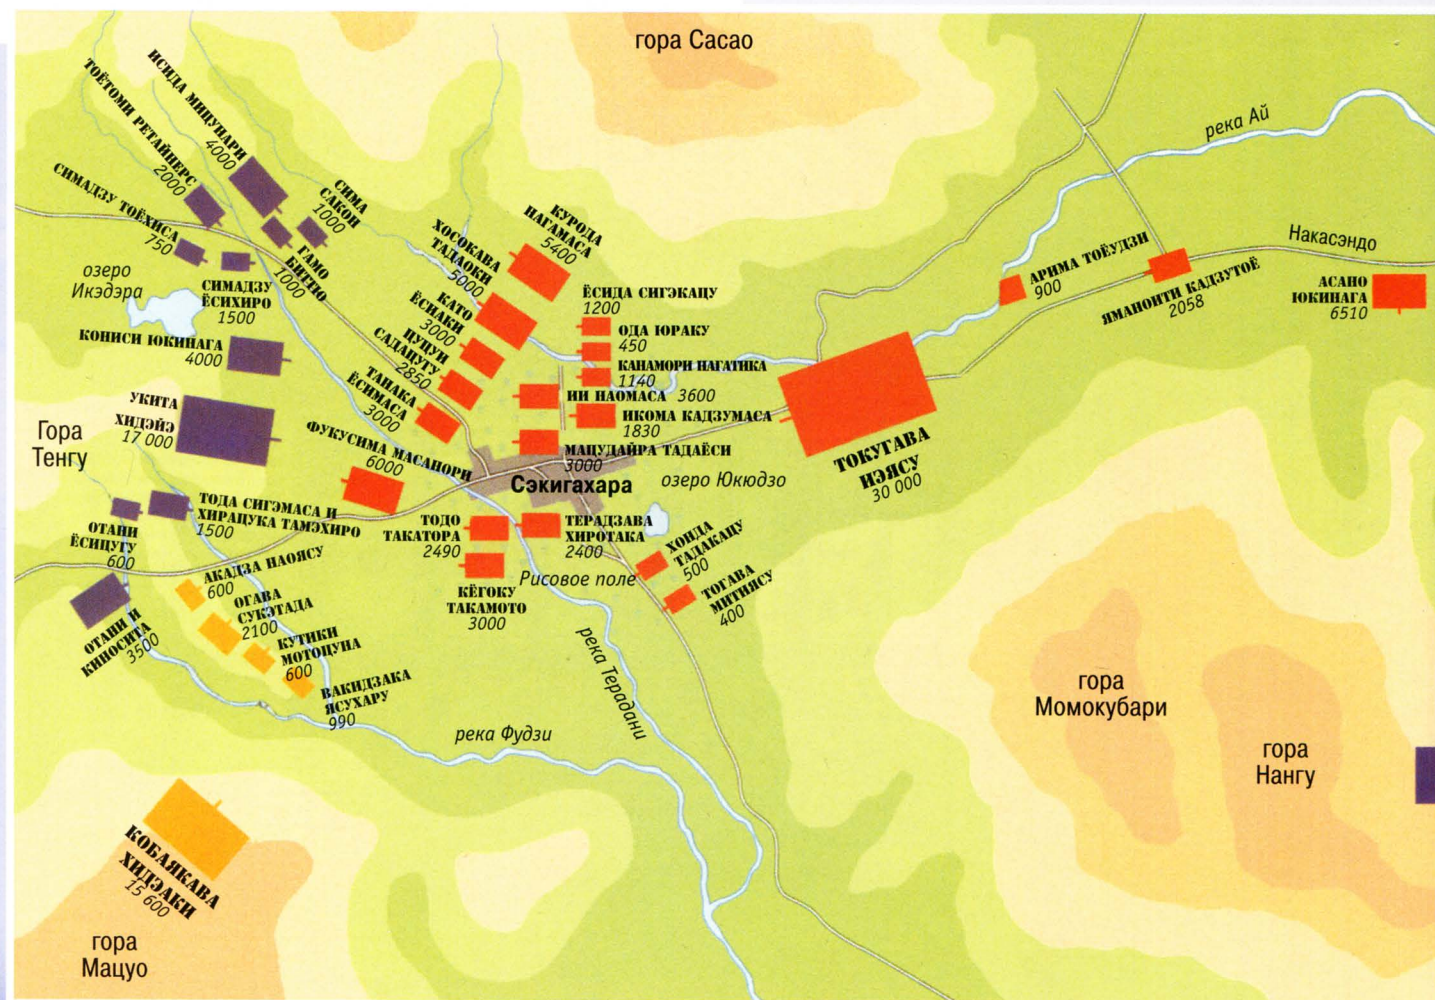 гора Сасао
река Ай
Накасэндо
ИСИДА МИЦУНАРИ
4000
ТОЁТОМИ РЕТАЙНЕРС
2000
СИМАДЗУ ТОЁХИСА
750
СИМА
САКОН
1000
ГАМО
БИТТЮ
1000
озеро
Икэдэра
СИМАДЗУ
ЁСИХИРО
1500
КОНИСИ ЮКИНАГА
4000
УКИТА
ХИДЭЙЭ
17 000
Гора
Тенгу
КУРОДА
НАГАМАСА
5400
ХОСОКАВА
ТАДАОКИ
5000
КАТО
ЁСИАКИ
3000
ЦУЦУИ
САДАЦУГУ
2850
ТАНАКА
ЁСИМАСА
3000
ФУКУСИМА МАСАНОРИ
6000
ЁСИДА СИГЭКАЦУ
1200
ОДА ЮРАКУ
450
КАНАМОРИ НАГАТИКА
1140
ИИ НАОМАСА 3600
ИКОМА КАДЗУМАСА
1830
МАЦУДАЙРА ТАДАЁСИ
3000
Сэкигахара
озеро Юкюдзо
ТОКУГАВА
ИЭЯСУ
30 000
АРИМА ТОЁУДЗИ
900
ЯМАНОИТИ КАДЗУТОЁ
2058
АСАНО
ЮКИНАГА
6510
ТОДА СИГЭМАСА И
ХИРАЦУКА ТАМЭХИРО
1500
ОТАНИ
ЁСИЦУГУ
600
ТОДО
ТАКАТОРА
2490
ТЕРАДЗАВА
ХИРОТАКА
2400
КЁГОКУ
ТАКАМОТО
3000
Рисовое поле
ХОНДА
ТАДАКАЦУ
500
ТОГАВА
МИТИЯСУ
400
АКАДЗА НАОЯСУ
600
ОГАВА
СУКЭТАДА
2100
КУТИКИ
МОТОЦУНА
600
ВАКИДЗАКА
ЯСУХАРУ
990
ОТАНИ И
КИНОСИТА
3500
река Терадани
река Фудзи
гора
Момокубари
гора
Нангу
КОБАЯКАВА
ХИДЭАКИ
15 600
гора
Мацуо